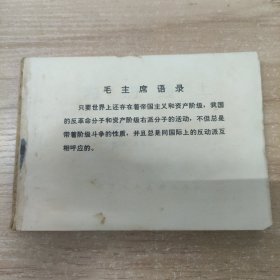 毛主席语录
只要世界上还存在着帝国主义和资产阶级，我国
的反革命分子和资产阶级右派分子的活动，不但总是
带着阶级斗争的性质，并且总是同国际上的反动派互
相呼应的。